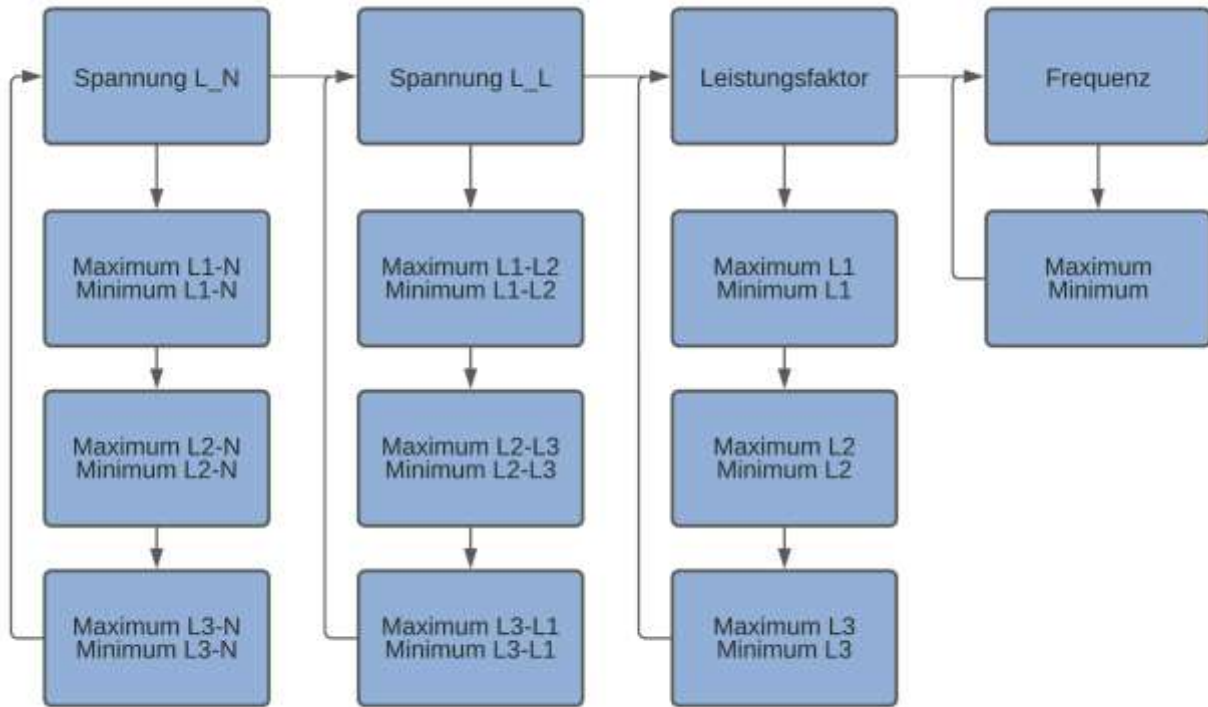 Spannung L_N
Spannung L_L
Leistungsfaktor
Frequenz
Maximum L1-N
Minimum L1-N
Maximum L1-L2
Minimum L1-L2
Maximum L1
Minimum L1
Maximum
Minimum
Maximum L2-N
Minimum L2-N
Maximum L2-L3
Minimum L2-L3
Maximum L2
Minimum L2
Maximum L3-N
Minimum L3-N
Maximum L3-L1
Minimum L3-L1
Maximum L3
Minimum L3